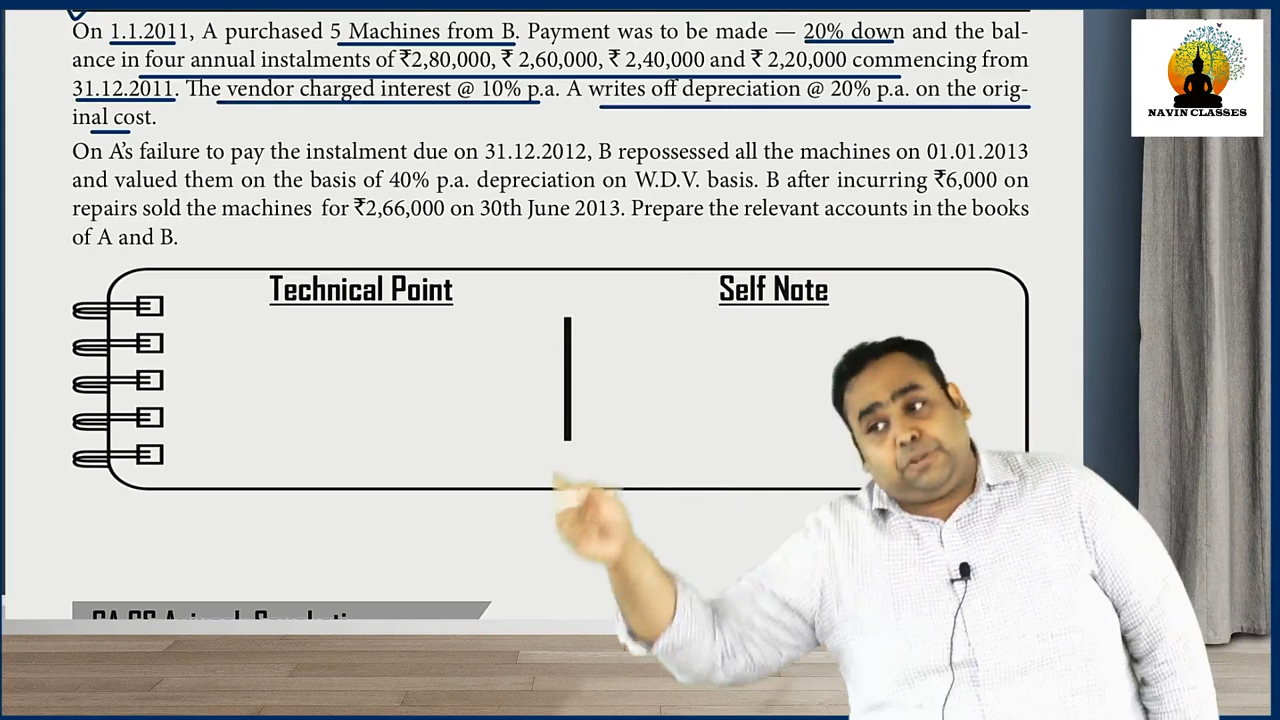 On 1.1.2011, A purchased 5 Machines from B. Payment was to be made — 20% down and the bal-
ance in four annual instalments of ₹2,80,000, ₹ 2,60,000, ₹ 2,40,000 and ₹ 2,20,000 commencing from
31.12.2011. The vendor charged interest @ 10% p.a. A writes off depreciation @ 20% p.a. on the orig-
inal cost.
On A's failure to pay the instalment due on 31.12.2012, B repossessed all the machines on 01.01.2013
and valued them on the basis of 40% p.a. depreciation on W.D.V. basis. B after incurring ₹6,000 on
repairs sold the machines for ₹2,66,000 on 30th June 2013. Prepare the relevant accounts in the books
of A and B.
NAVIN CLASSES
Technical Point
Self Note